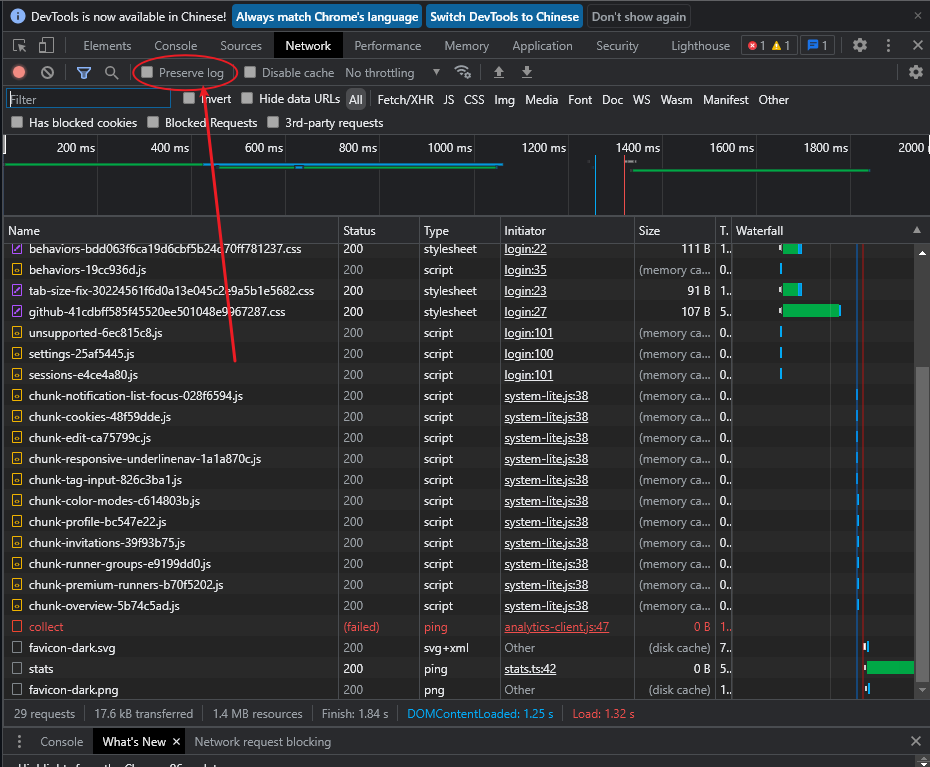 DevTools is now available in Chinese! Always match Chrome's language Switch DevTools to Chinese Don't show again
Elements Console Sources Network Performance Memory Application Security Lighthouse 1 1 1
Preserve log Disable cache No throttling
Filter Invert Hide data URLs All Fetch/XHR JS CSS Img Media Font Doc WS Wasm Manifest Other
Has blocked cookies Blocked Requests 3rd-party requests
200 ms 400 ms 600 ms 800 ms 1000 ms 1200 ms 1400 ms 1600 ms 1800 ms 2000
Name Status Type Initiator Size T. Waterfall
behaviors-bdd063f6ca19d6cbf5b24d70ff781237.css 200 stylesheet login:22 111 B 1..
behaviors-19cc936d.js 200 script login:35 (memory ca... 0..
tab-size-fix-30224561f6d0a13e045c2e9a5b1e5682.css 200 stylesheet login:23 91 B 1..
github-41cdbff585f45520ee501048e9967287.css 200 stylesheet login:27 107 B 5..
unsupported-6ec815c8.js 200 script login:101 (memory ca... 0..
settings-25af5445.js 200 script login:100 (memory ca... 0..
sessions-e4ce4a80.js 200 script login:101 (memory ca... 0..
chunk-notification-list-focus-028f6594.js 200 script system-lite.js:38 (memory ca... 0..
chunk-cookies-48f59dde.js 200 script system-lite.js:38 (memory ca... 0..
chunk-edit-ca75799c.js 200 script system-lite.js:38 (memory ca... 0..
chunk-responsive-underlinenav-1a1a870c.js 200 script system-lite.js:38 (memory ca... 0..
chunk-tag-input-826c3ba1.js 200 script system-lite.js:38 (memory ca... 0..
chunk-color-modes-c614803b.js 200 script system-lite.js:38 (memory ca... 0..
chunk-profile-bc547e22.js 200 script system-lite.js:38 (memory ca... 0..
chunk-invitations-39f93b75.js 200 script system-lite.js:38 (memory ca... 0..
chunk-runner-groups-e9199dd0.js 200 script system-lite.js:38 (memory ca... 0..
chunk-premium-runners-b70f5202.js 200 script system-lite.js:38 (memory ca... 0..
chunk-overview-5b74c5ad.js 200 script system-lite.js:38 (memory ca... 0..
collect (failed) ping analytics-client.js:47 0 B 1..
favicon-dark.svg 200 svg+xml Other (disk cache) 7..
stats 200 ping stats.ts:42 0 B 5..
favicon-dark.png 200 png Other (disk cache) 1..
29 requests 17.6 kB transferred 1.4 MB resources Finish: 1.84 s DOMContentLoaded: 1.25 s Load: 1.32 s
Console What's New Network request blocking